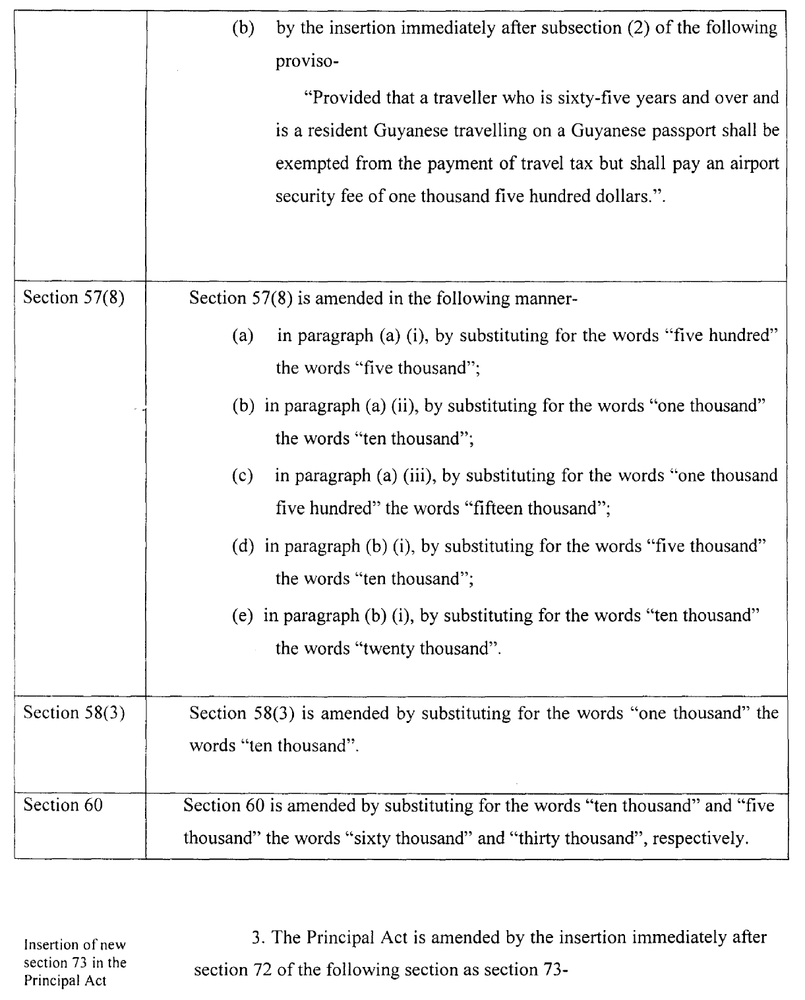 (b) by the insertion immediately after subsection (2) of the following
proviso-
“Provided that a traveller who is sixty-five years and over and
is a resident Guyanese travelling on a Guyanese passport shall be
exempted from the payment of travel tax but shall pay an airport
security fee of one thousand five hundred dollars.”.
Section 57(8)
Section 57(8) is amended in the following manner-
(a) in paragraph (a) (i), by substituting for the words “five hundred”
the words “five thousand”;
(b) in paragraph (a) (ii), by substituting for the words “one thousand”
the words “ten thousand”;
(c) in paragraph (a) (iii), by substituting for the words “one thousand
five hundred” the words “fifteen thousand”;
(d) in paragraph (b) (i), by substituting for the words “five thousand”
the words “ten thousand”;
(e) in paragraph (b) (i), by substituting for the words “ten thousand”
the words “twenty thousand”.
Section 58(3)
Section 58(3) is amended by substituting for the words “one thousand” the
words “ten thousand”.
Section 60
Section 60 is amended by substituting for the words “ten thousand” and “five
thousand” the words “sixty thousand” and “thirty thousand”, respectively.
Insertion of new
section 73 in the
Principal Act
3. The Principal Act is amended by the insertion immediately after
section 72 of the following section as section 73-